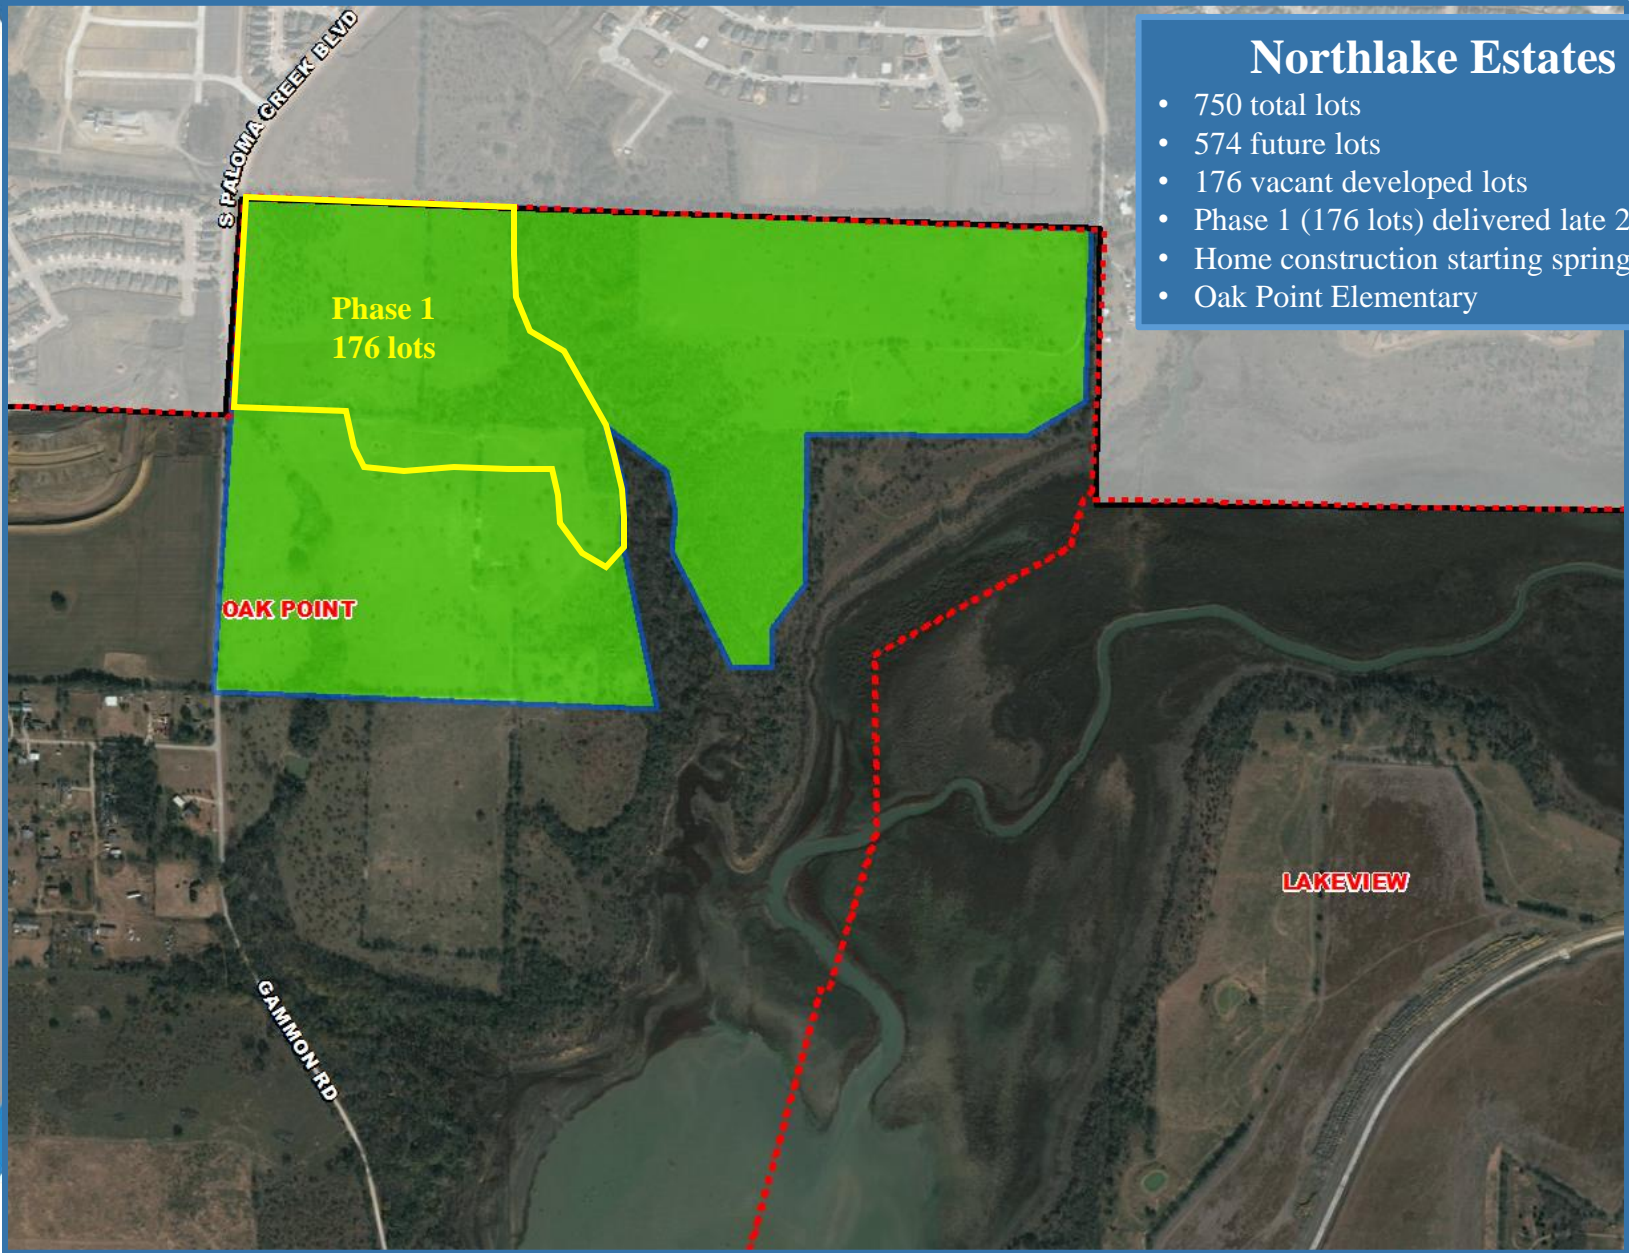 Northlake Estates
• 750 total lots
• 574 future lots
• 176 vacant developed lots
• Phase 1 (176 lots) delivered late 2
• Home construction starting spring
• Oak Point Elementary
S PALOMA CREEK BLVD
Phase 1
176 lots
OAK POINT
LAKEVIEW
GAMMON RD